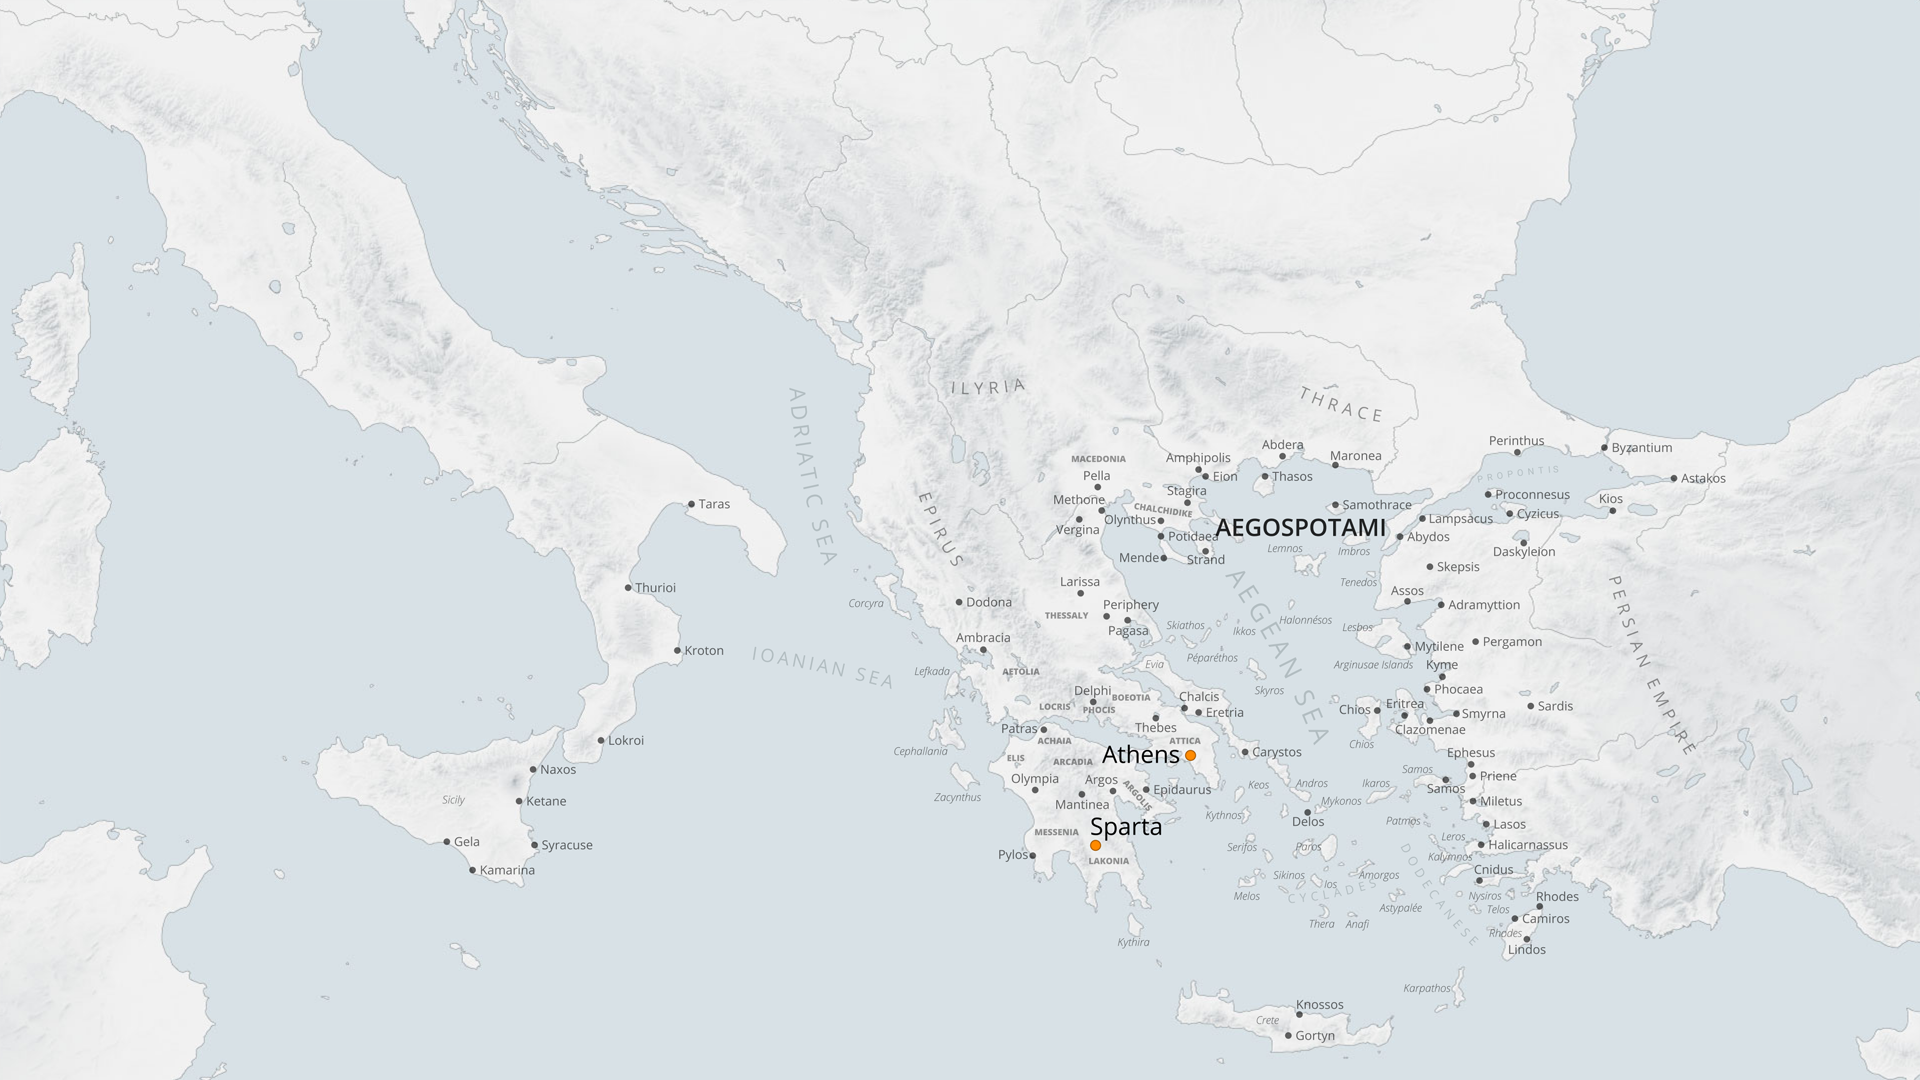 ILYRIA
THRACE
ADRIATIC SEA
Abdera
Perinthus
Byzantium
MACEDONIA
Amphipolis
Maronea
Pella
Eion
Thasos
PROPONTIS
Astakos
Stagira
Proconnesus
Kios
Methone
CHALCHIDIKE
Samothrace
Taras
EPIRUS
Olynthus
Lampsacus
Cyzicus
Vergina
AEGOSPOTAMI
Potidaea
Abydos
Mende
Strand
Lemnos
Imbros
Daskyleion
Skepsis
Larissa
AEGEAN SEA
Tenedos
PERSIAN EMPIRE
Thurioi
Assos
Corcyra
Dodona
Periphery
Adramyttion
THESSALY
Halonnésos
Pagasa
Skiathos
Ikkos
Lesbos
Ambracia
Pergamon
Kroton
IOANIAN SEA
Mytilene
Péparéthos
Evia
Arginusae Islands
Kyme
Lefkada
AETOLIA
Delphi
BOEOTIA
Chalcis
Skyros
Phocaea
LOCRIS
PHOCIS
Eretria
Chios
Eritrea
Sardis
Smyrna
Patras
Thebes
Clazomenae
Lokroi
ACHAIA
ATTICA
Chios
Cephallania
Athens
Carystos
Ephesus
ELIS
ARCADIA
Naxos
Samos
Priene
Olympia
Argos
ARGOLIS
Epidaurus
Keos
Andros
Ikaros
Samos
Zacynthus
Sicily
Ketane
Mantinea
Mykonos
Miletus
Kythnos
Delos
Patmos
Lasos
Sparta
MESSENIA
Leros
Gela
Syracuse
Serifos
Paros
Halicarnassus
Pylos
LAKONIA
Kalymnos
DODECANESE
Kamarina
Sikinos
Ios
Amorgos
Cnidus
Melos
CYCLADES
Nysiros
Rhodes
Astypalée
Telos
Camiros
Thera
Anafi
Rhodes
Kythira
Lindos
Karpathos
Knossos
Crete
Gortyn